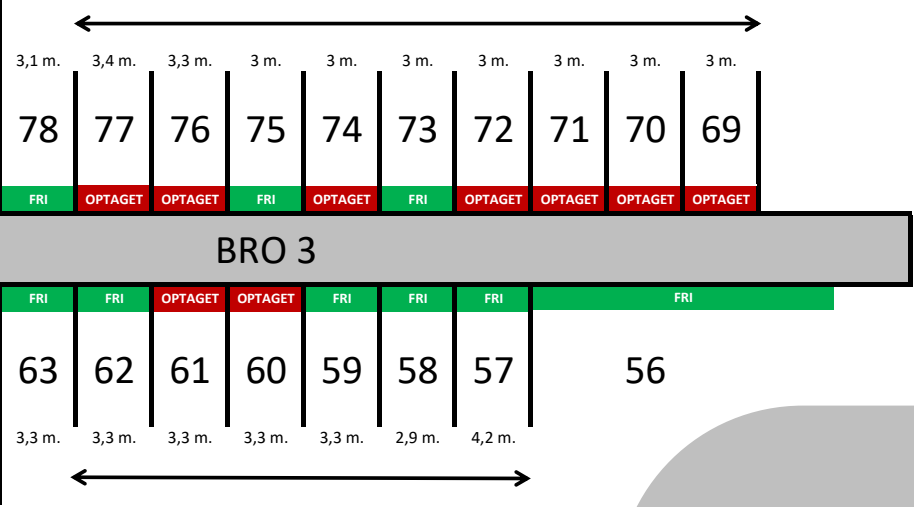 3,1 m. 3,4 m. 3,3 m. 3 m. 3 m. 3 m. 3 m. 3 m. 3 m. 3 m.
78 77 76 75 74 73 72 71 70 69
FRI OPTAGET OPTAGET FRI OPTAGET FRI OPTAGET OPTAGET OPTAGET OPTAGET
BRO 3
FRI FRI OPTAGET OPTAGET FRI FRI FRI FRI
63 62 61 60 59 58 57 56
3,3 m. 3,3 m. 3,3 m. 3,3 m. 3,3 m. 2,9 m. 4,2 m.